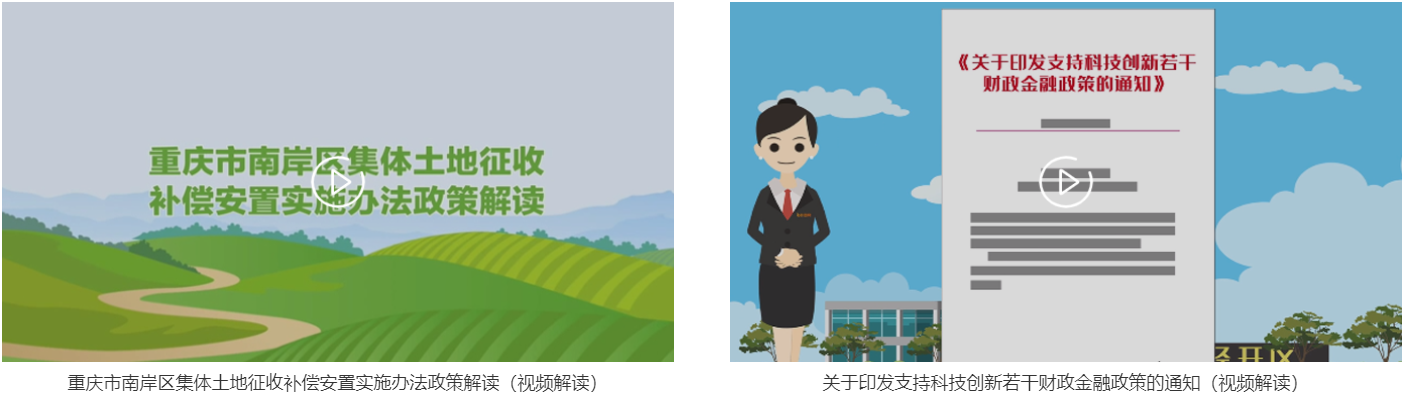 重庆市南岸区集体土地征收
补偿安置实施办法政策解读
重庆市南岸区集体土地征收补偿安置实施办法政策解读（视频解读）
《关于印发支持科技创新若干
财政金融政策的通知》
经开区
关于印发支持科技创新若干财政金融政策的通知（视频解读）